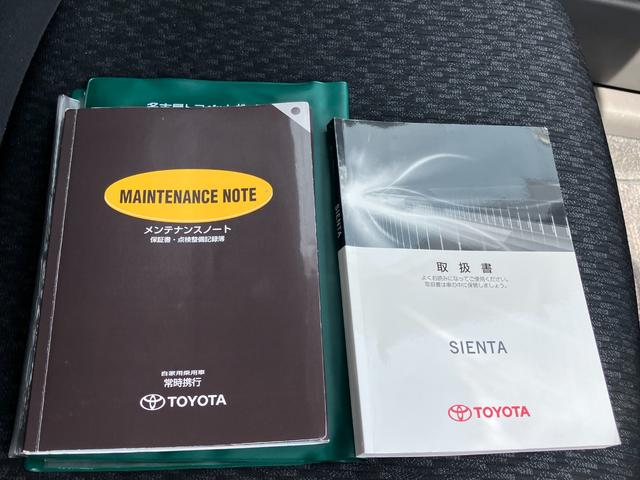 MAINTENANCE NOTE
メンテナンスノート
保証書・点検整備記録簿
自家用乗用車
常時携行
TOYOTA
SIENTA
取扱書
よくお読みになってご使用ください。
取扱書は車の中に保管しましょう。
SIENTA
TOYOTA